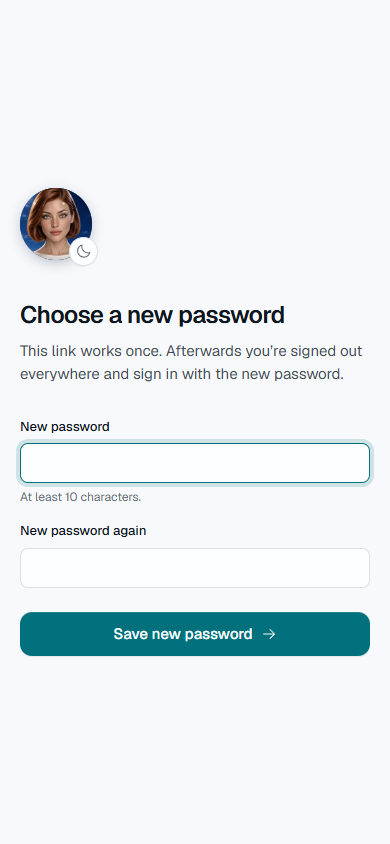 Choose a new password
This link works once. Afterwards you’re signed out
everywhere and sign in with the new password.
New password
At least 10 characters.
New password again
Save new password